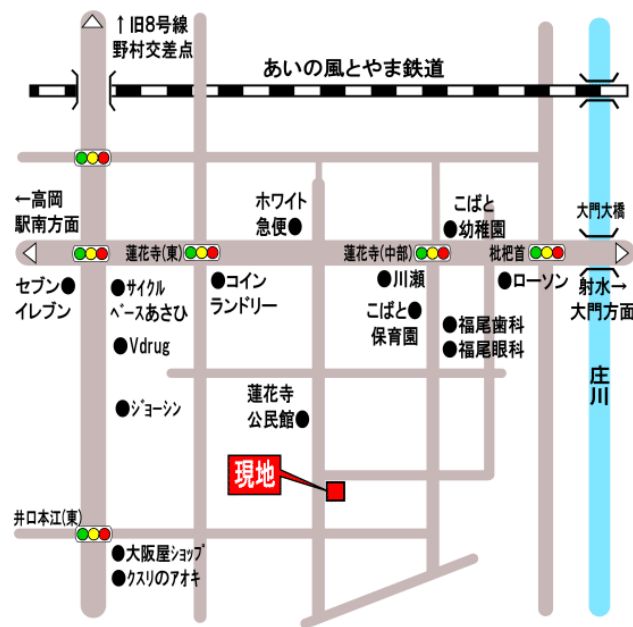 ↑旧8号線
野村交差点
あいの風とやま鉄道
←高岡
駅南方面
ホワイト
急便●
こばと
●幼稚園
大門大橋
蓮花寺(東)
蓮花寺(中部)
枇杷首
セブン●
イレブン
●サイクル
ベースあさひ
●コイン
ランドリー
●川瀬
●ローソン
射水→
大門方面
こばと●
保育園
●福尾歯科
●福尾眼科
●Vdrug
庄川
●ジョーシン
蓮花寺
公民館●
現地
井口本江(東)
●大阪屋ショップ
●クスリのアオキ